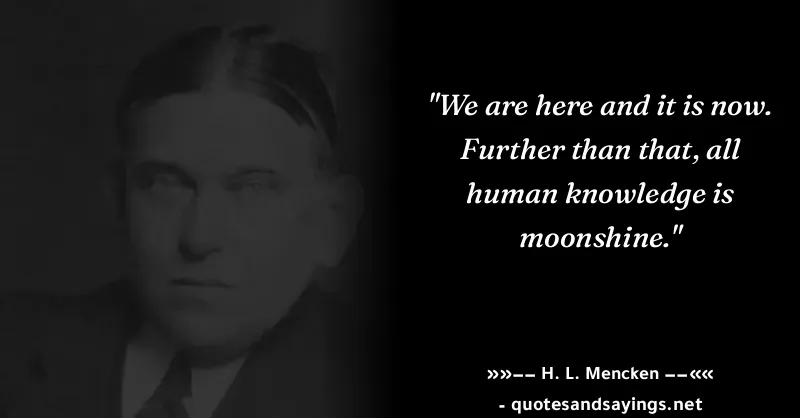 "We are here and it is now.
Further than that, all
human knowledge is
moonshine."
»»−− H. L. Mencken −−««
- quotesandsayings.net